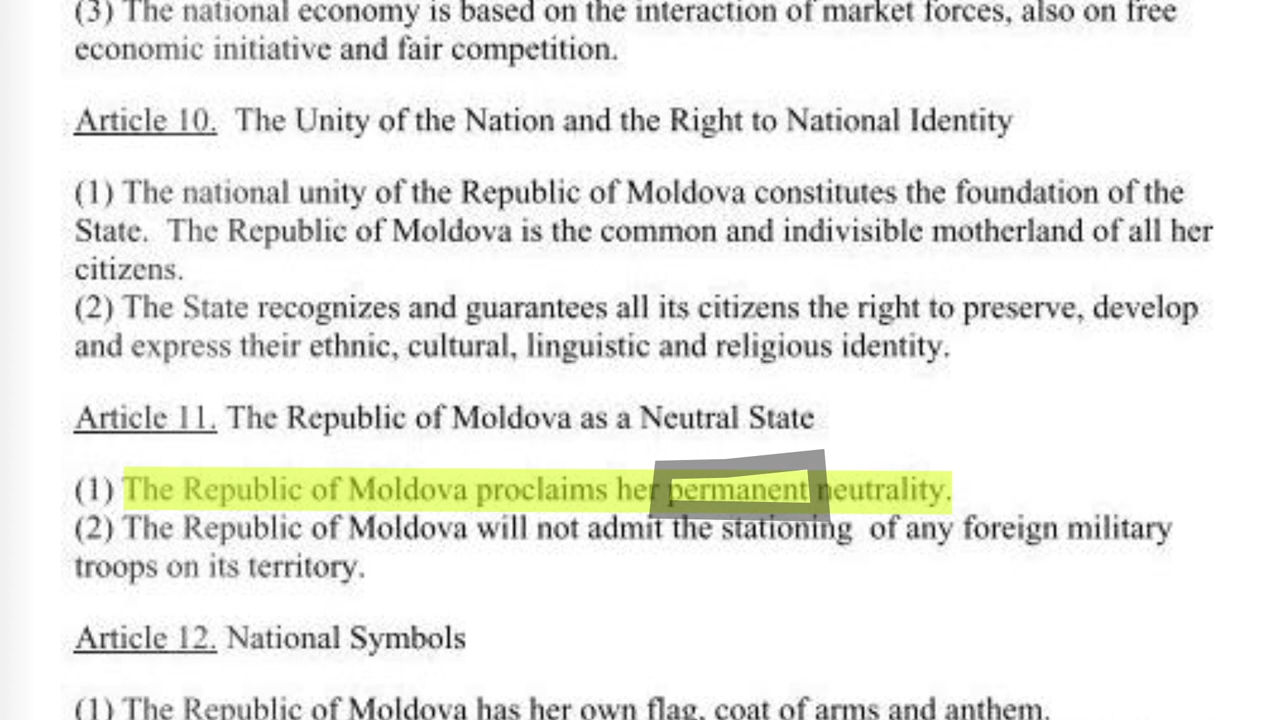 (3) The national economy is based on the interaction of market forces, also on free
economic initiative and fair competition.
Article 10.  The Unity of the Nation and the Right to National Identity
(1) The national unity of the Republic of Moldova constitutes the foundation of the
State.  The Republic of Moldova is the common and indivisible motherland of all her
citizens.
(2) The State recognizes and guarantees all its citizens the right to preserve, develop
and express their ethnic, cultural, linguistic and religious identity.
Article 11. The Republic of Moldova as a Neutral State
(1) The Republic of Moldova proclaims her permanent neutrality.
(2) The Republic of Moldova will not admit the stationing  of any foreign military
troops on its territory.
Article 12. National Symbols
(1) The Republic of Moldova has her own flag, coat of arms and anthem.